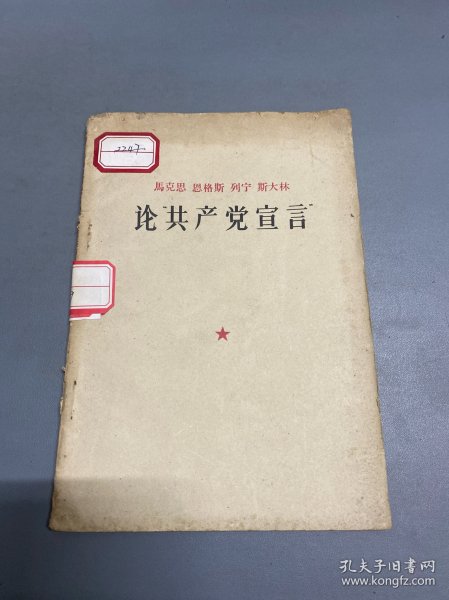 2247
馬克思 恩格斯 列宁 斯大林
论“共产党宣言”
孔夫子旧书网
www.kongfz.com